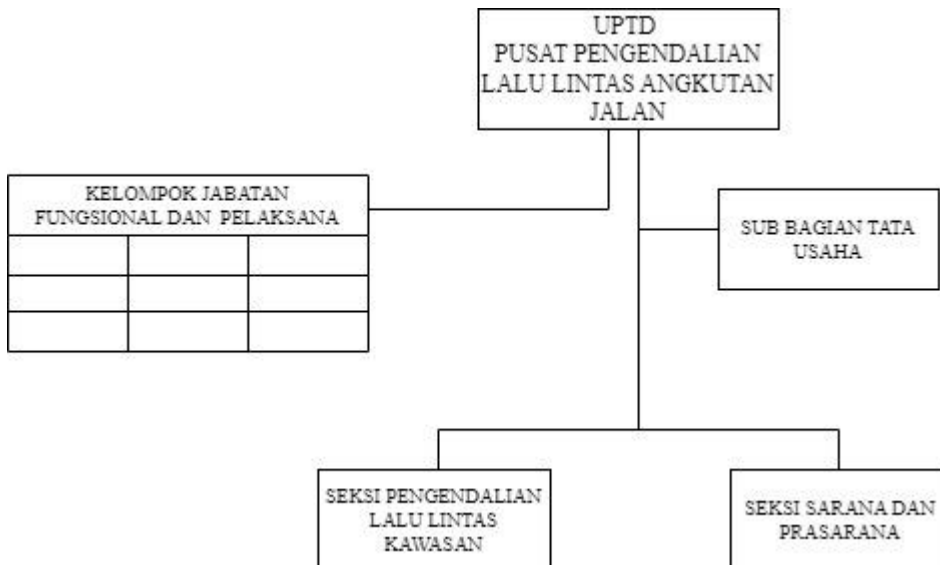 UPTD
PUSAT PENGENDALIAN
LALU LINTAS ANGKUTAN
JALAN
KELOMPOK JABATAN
FUNGSIONAL DAN PELAKSANA
SUB BAGIAN TATA
USAHA
SEKSI PENGENDALIAN
LALU LINTAS
KAWASAN
SEKSI SARANA DAN
PRASARANA